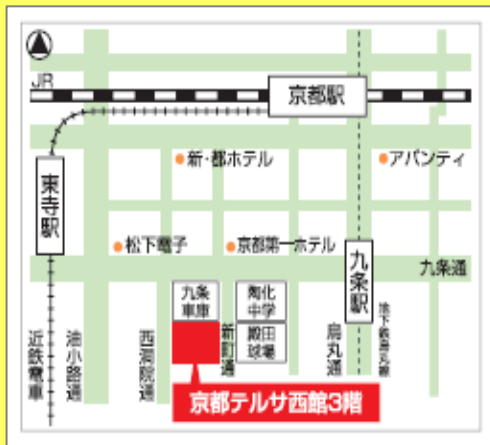 JR
京都駅
新・都ホテル
アバンティ
東寺駅
松下電子
京都第一ホテル
九条駅
九条通
九条
車庫
陶化
中学
殿田
球場
近鉄電車
油小路通
西洞院通
新町通
烏丸通
地下鉄烏丸線
京都テルサ西館3階